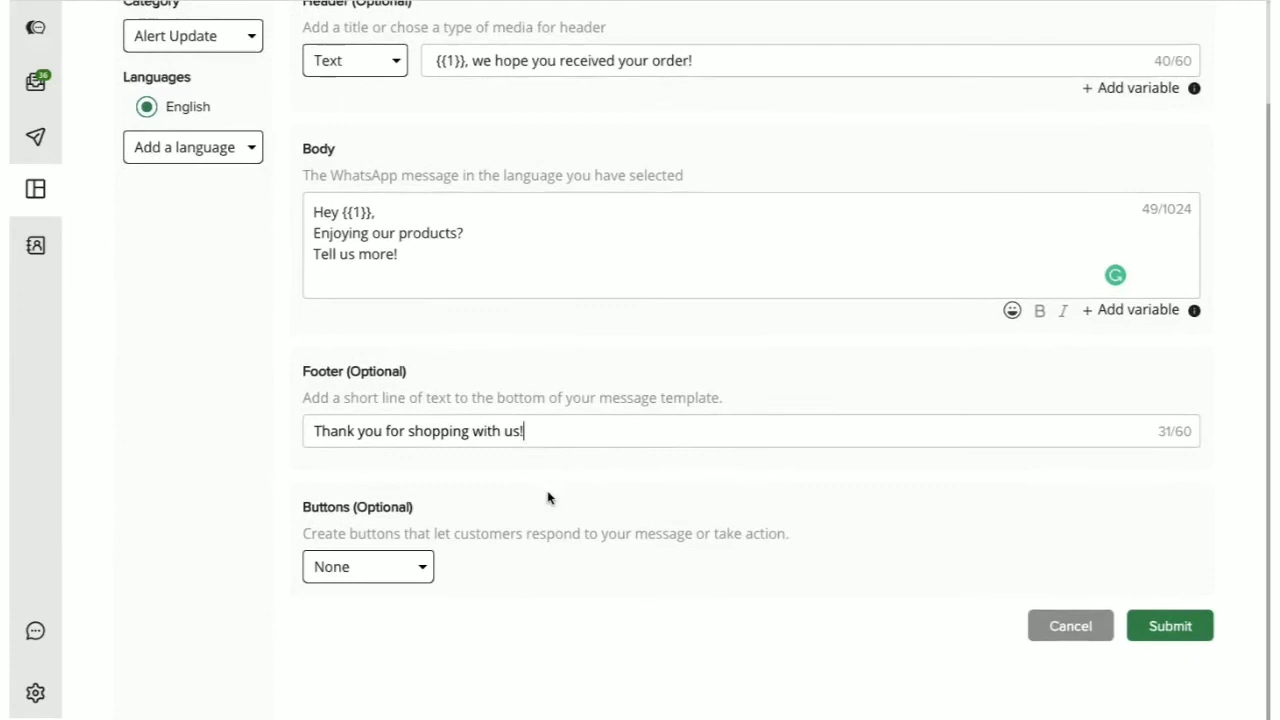 Category
Header (Optional)
Alert Update
Add a title or chose a type of media for header
Text
{{1}}, we hope you received your order!
40/60
+ Add variable
Languages
English
Add a language
36
Body
The WhatsApp message in the language you have selected
Hey {{1}},
49/1024
Enjoying our products?
Tell us more!
B I + Add variable
Footer (Optional)
Add a short line of text to the bottom of your message template.
Thank you for shopping with us!
31/60
Buttons (Optional)
Create buttons that let customers respond to your message or take action.
None
Cancel
Submit